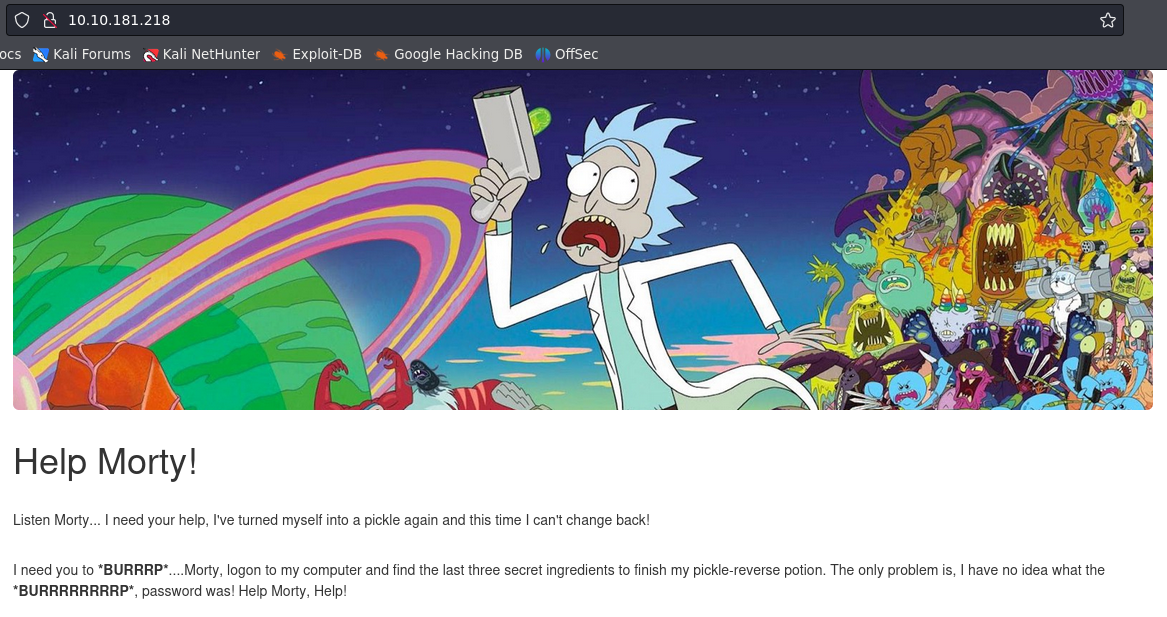 10.10.181.218
ocs Kali Forums Kali NetHunter Exploit-DB Google Hacking DB OffSec
Help Morty!
Listen Morty... I need your help, I've turned myself into a pickle again and this time I can't change back!
I need you to *BURRRP*....Morty, logon to my computer and find the last three secret ingredients to finish my pickle-reverse potion. The only problem is, I have no idea what the
*BURRRRRRRRP*, password was! Help Morty, Help!